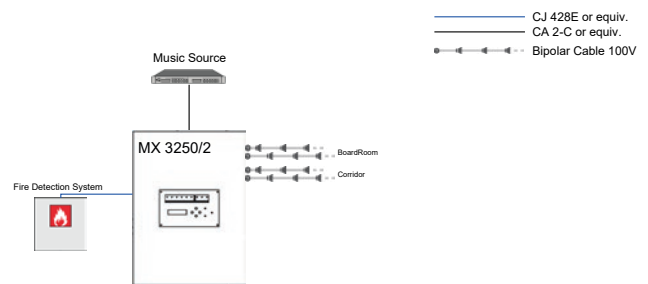 CJ 428E or equiv.
CA 2-C or equiv.
Bipolar Cable 100V
Music Source
MX 3250/2
BoardRoom
Corridor
Fire Detection System